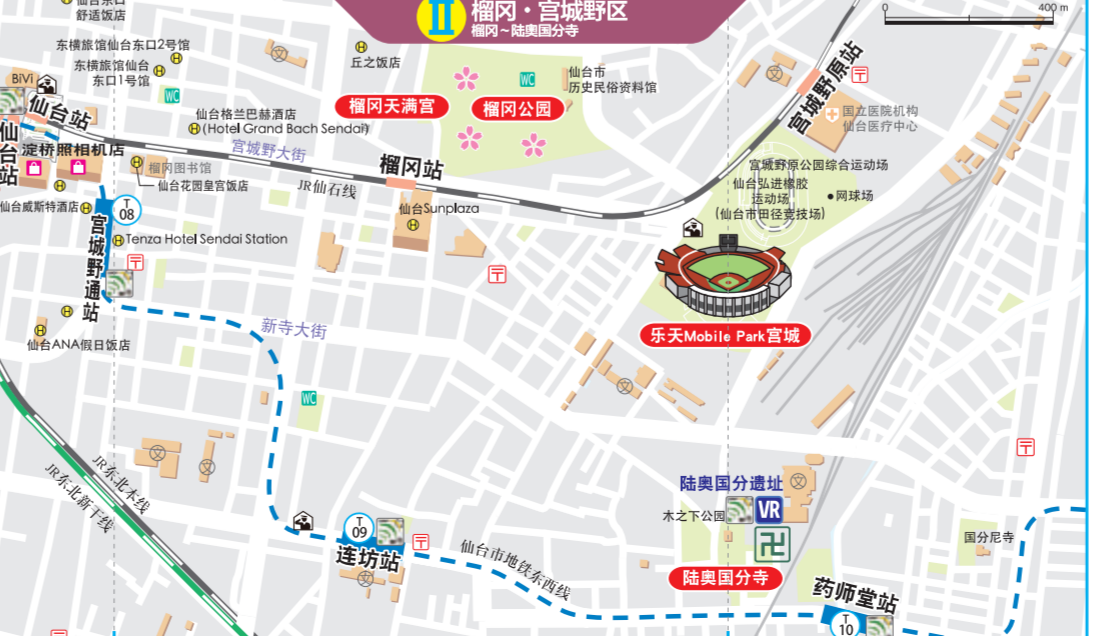 II
榴冈・宫城野区
榴冈～陆奥国分寺
0
400 m
舒适饭店
东横旅馆仙台东口2号馆
东横旅馆仙台
东口1号馆
BiVi
丘之饭店
WC
仙台市
历史民俗资料馆
榴冈天满宫
榴冈公园
宫城野原站
国立医院机构
仙台医疗中心
WC
仙台站
仙台站
仙台格兰巴赫酒店
(Hotel Grand Bach Sendai)
宫城野大街
淀桥照相机店
榴冈图书馆
仙台花园皇宫饭店
JR仙石线
榴冈站
宫城野原公园综合运动场
仙台弘进橡胶
运动场
(仙台市田径竞技场)
网球场
仙台威斯特酒店
T
08
宫城野通站
仙台Sunplaza
Tenza Hotel Sendai Station
新寺大街
仙台ANA假日饭店
乐天Mobile Park宫城
WC
JR东北本线
JR东北新干线
陆奥国分遗址
木之下公园
VR
卍
陆奥国分寺
国分尼寺
T
09
连坊站
仙台市地铁东西线
药师堂站
T
10